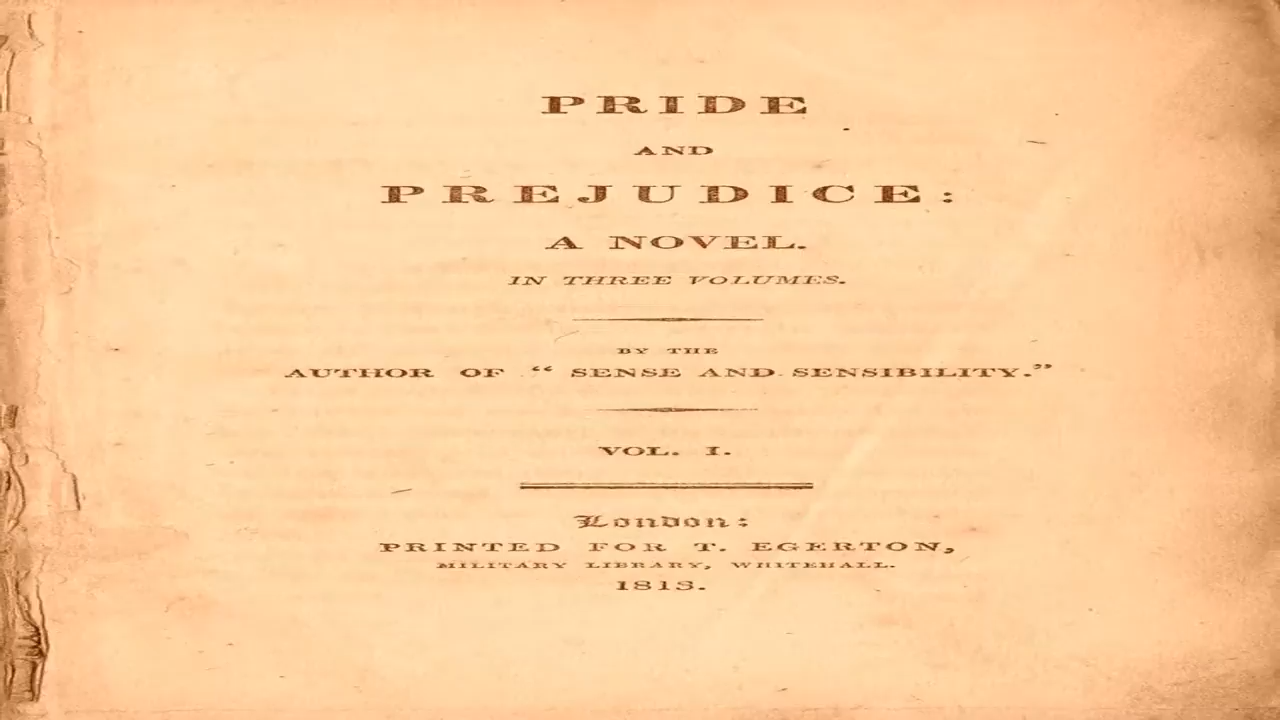 PRIDE
AND
PREJUDICE:
A NOVEL.
IN THREE VOLUMES.
BY THE
AUTHOR OF “ SENSE AND SENSIBILITY.”
VOL. I.
London:
PRINTED FOR T. EGERTON,
MILITARY LIBRARY, WHITEHALL.
1813.